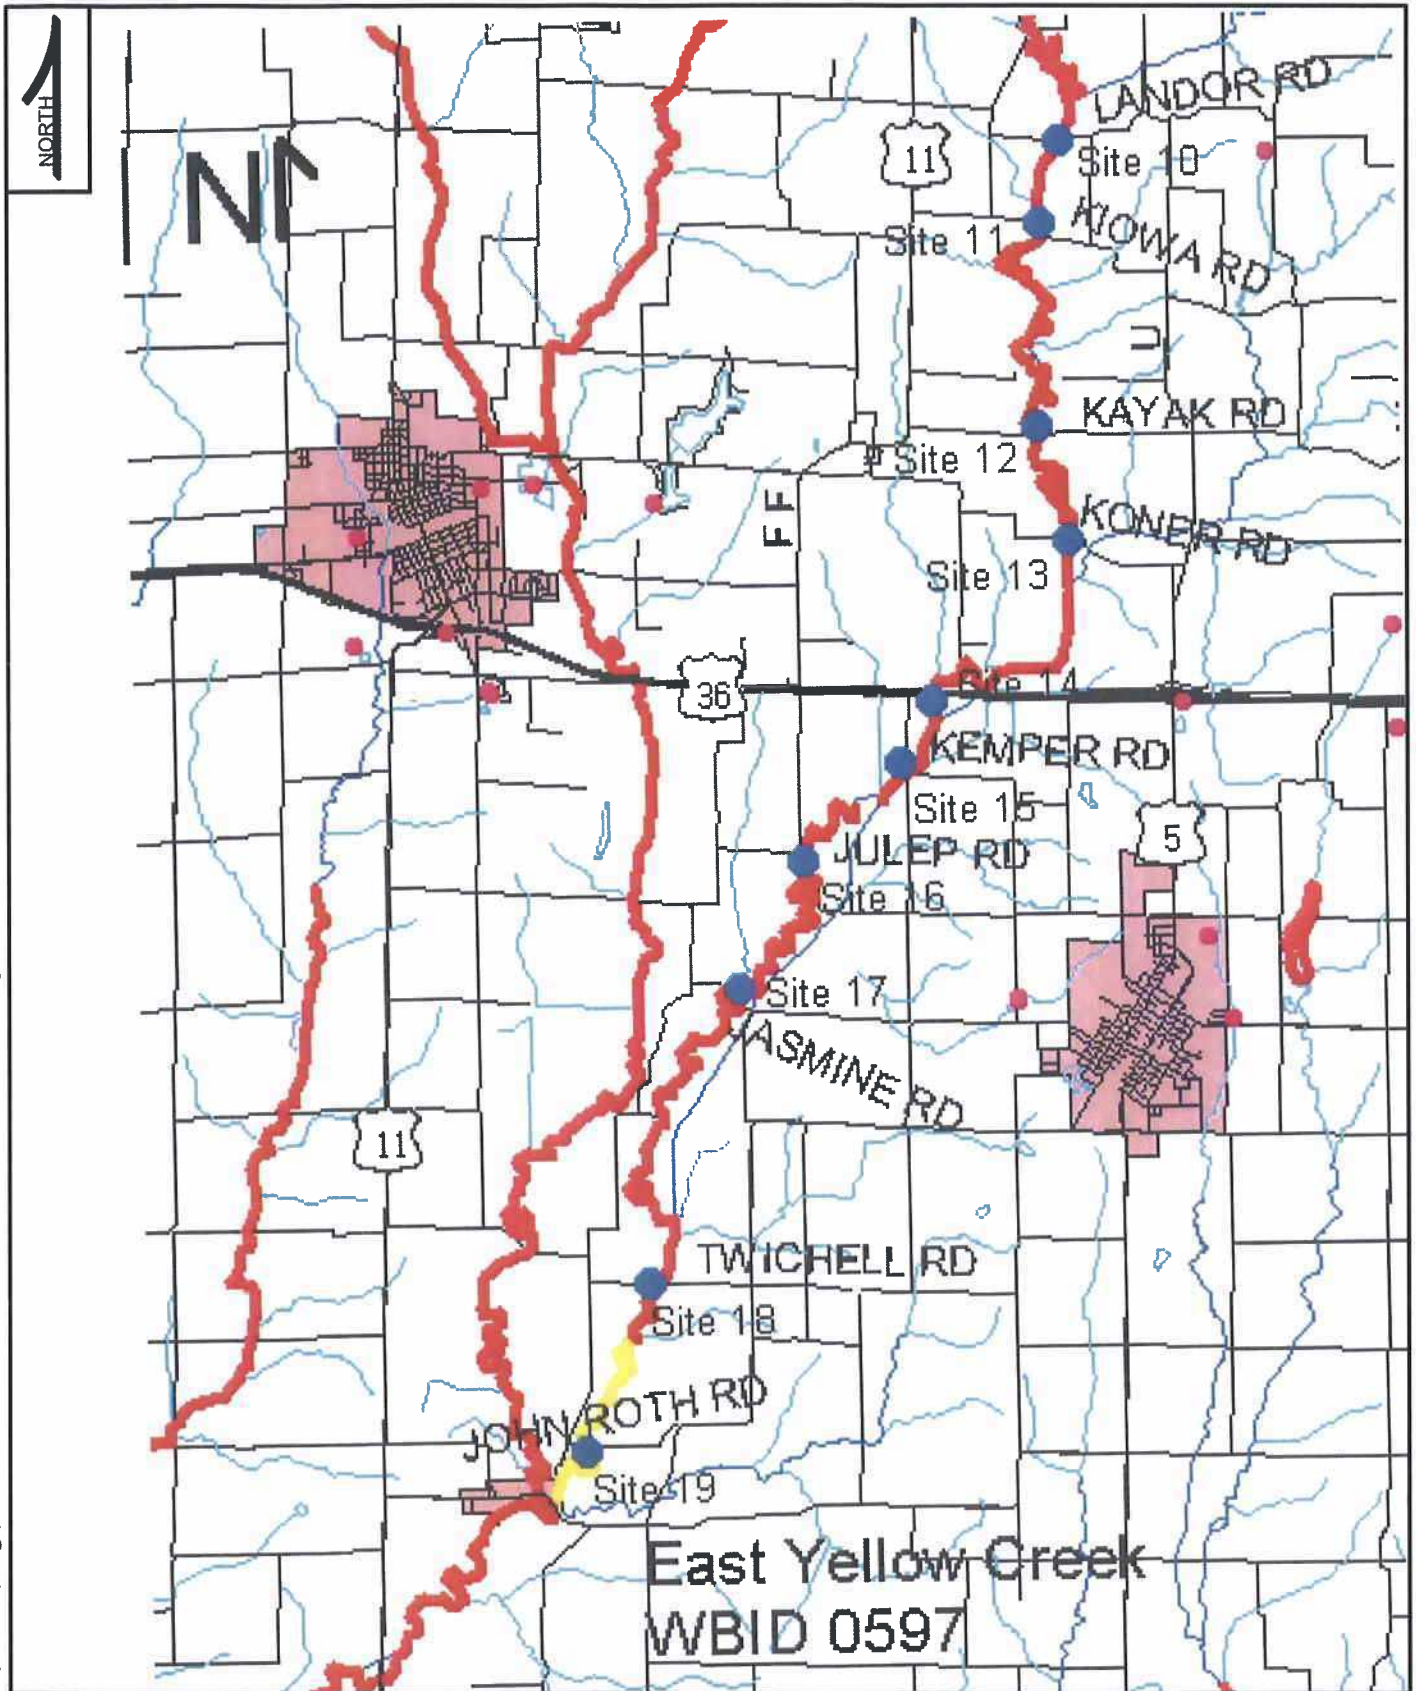 NORTH
N
LANDOR RD
11
Site 10
KIOWA RD
Site 11
U
KAYAK RD
Site 12
FF
KONER RD
Site 13
36
Site 14
KEMPER RD
Site 15
5
JULEP RD
Site 16
Site 17
JASMINE RD
11
TWICHELL RD
Site 18
JOHN ROTH RD
Site 19
East Yellow Creek
WBID 0597